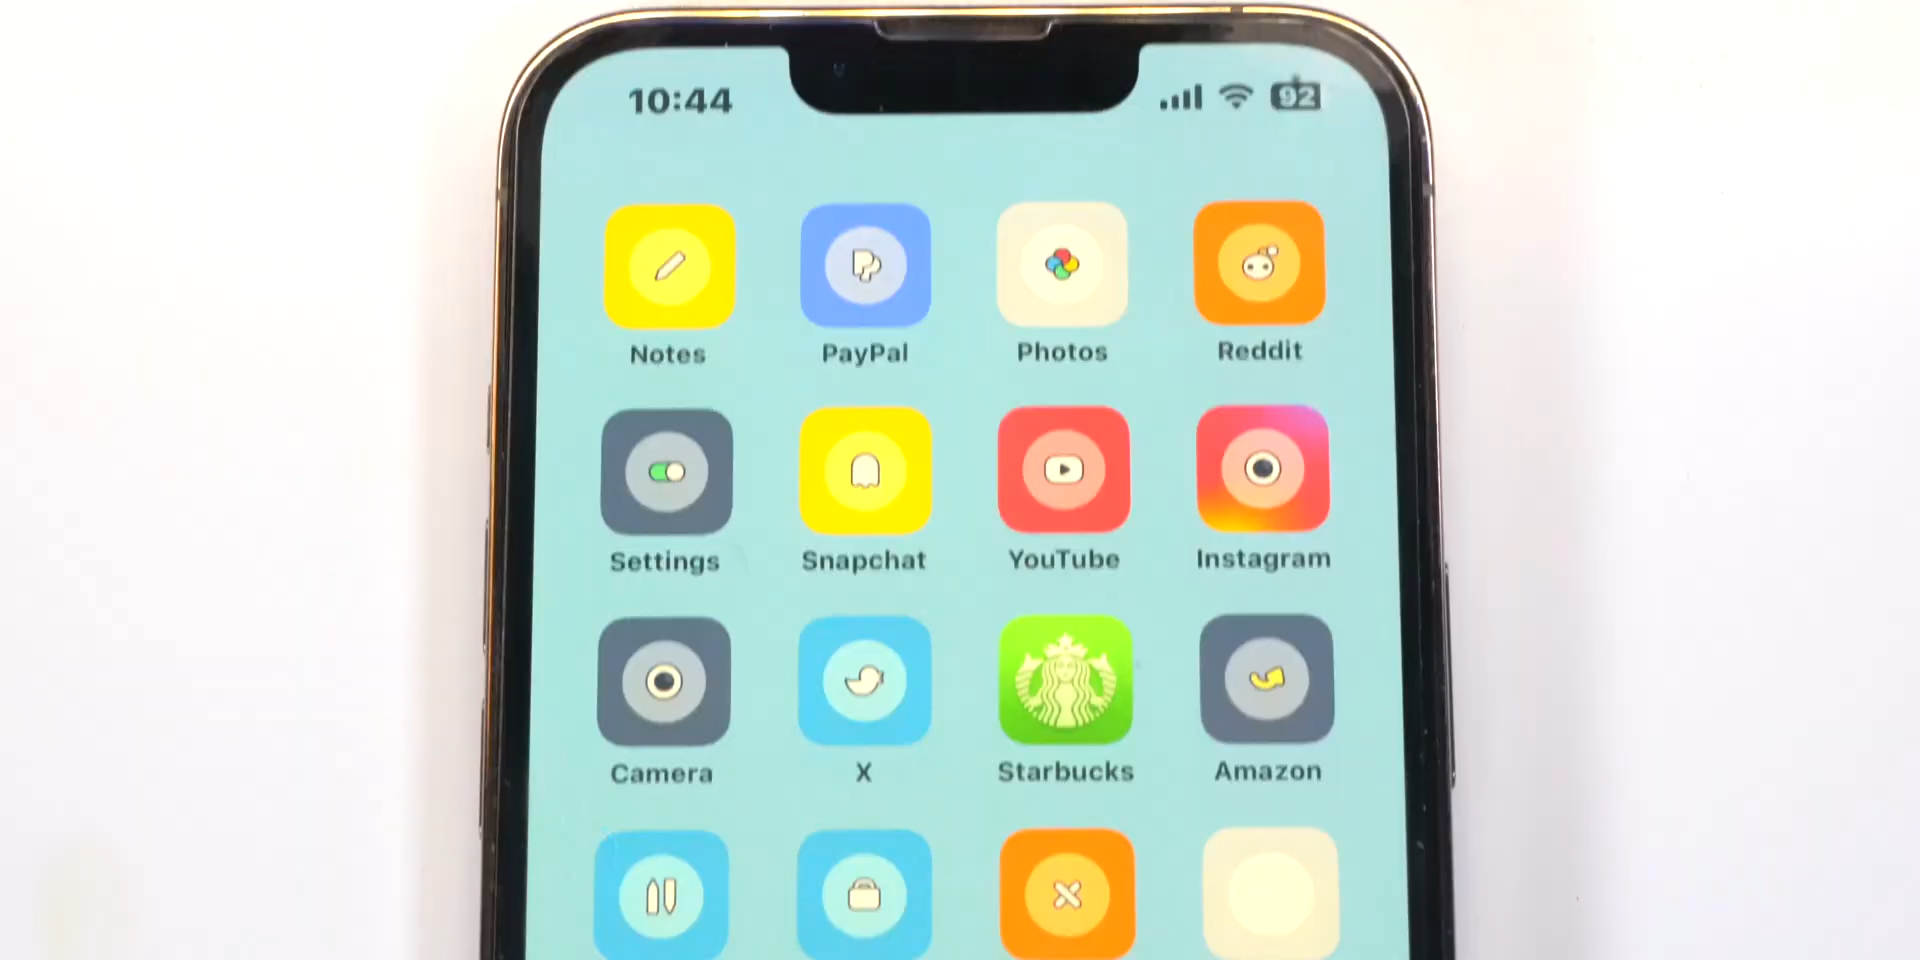 10:44 92
Notes PayPal Photos Reddit
Settings Snapchat YouTube Instagram
Camera X Starbucks Amazon